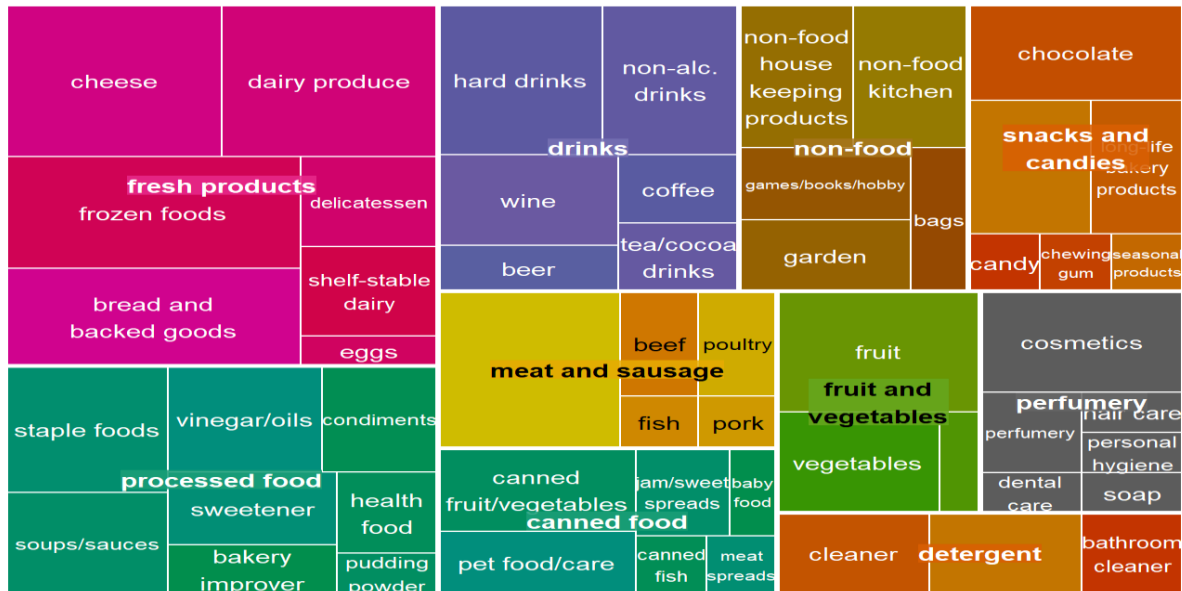 cheese
dairy produce
fresh products
frozen foods
delicatessen
bread and
backed goods
shelf-stable
dairy
eggs
hard drinks
non-alc.
drinks
drinks
wine
coffee
beer
tea/cocoa
drinks
non-food
house
keeping
products
non-food
kitchen
non-food
games/books/hobby
garden
bags
chocolate
snacks and
candies
bakery
products
candy
chewing
gum
seasonal
products
staple foods
vinegar/oils
condiments
processed food
sweetener
soups/sauces
health
food
bakery
improver
pudding
powder
beef
poultry
meat and sausage
fish
pork
canned
fruit/vegetables
jam/sweet
spreads
baby
food
canned food
pet food/care
canned
fish
meat
spreads
fruit
fruit and
vegetables
vegetables
cosmetics
perfumery
hair care
perfumery
personal
hygiene
dental
care
soap
cleaner
detergent
bathroom
cleaner